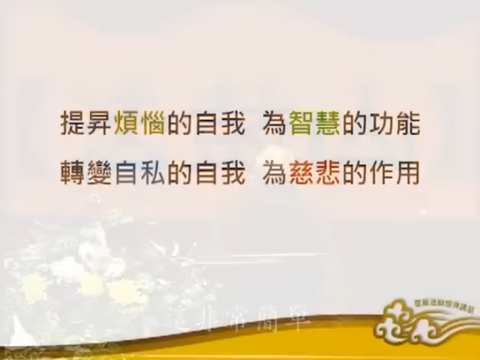 提昇煩惱的自我 為智慧的功能
轉變自私的自我 為慈悲的作用
非常簡單